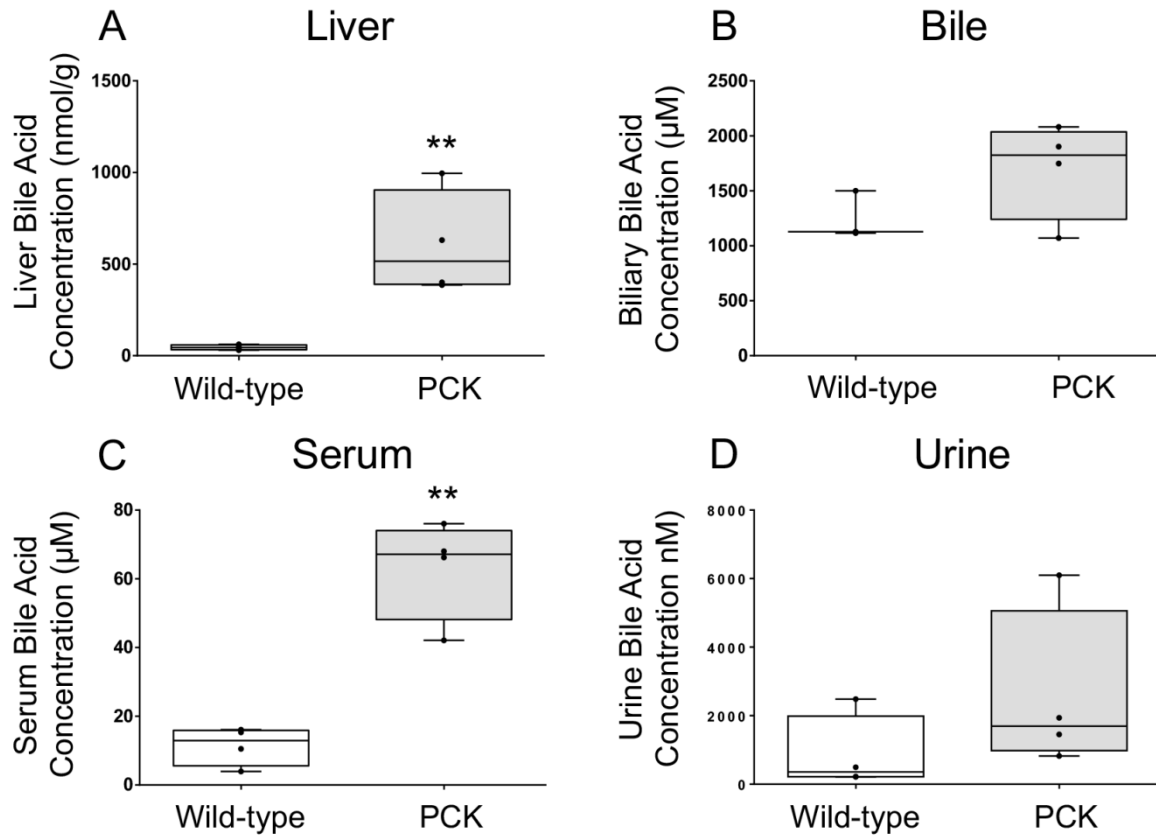 A Liver
Liver Bile Acid
Concentration (nmol/g)
1500
1000
500
0
**
Wild-type PCK
B Bile
Biliary Bile Acid
Concentration (µM)
2500
2000
1500
1000
500
0
Wild-type PCK
C Serum
Serum Bile Acid
Concentration (µM)
80
60
40
20
0
**
Wild-type PCK
D Urine
Urine Bile Acid
Concentration nM)
8000
6000
4000
2000
0
Wild-type PCK